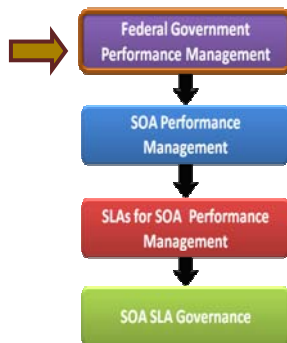 Federal Government
Performance Management
SOA Performance
Management
SLAs for SOA Performance
Management
SOA SLA Governance